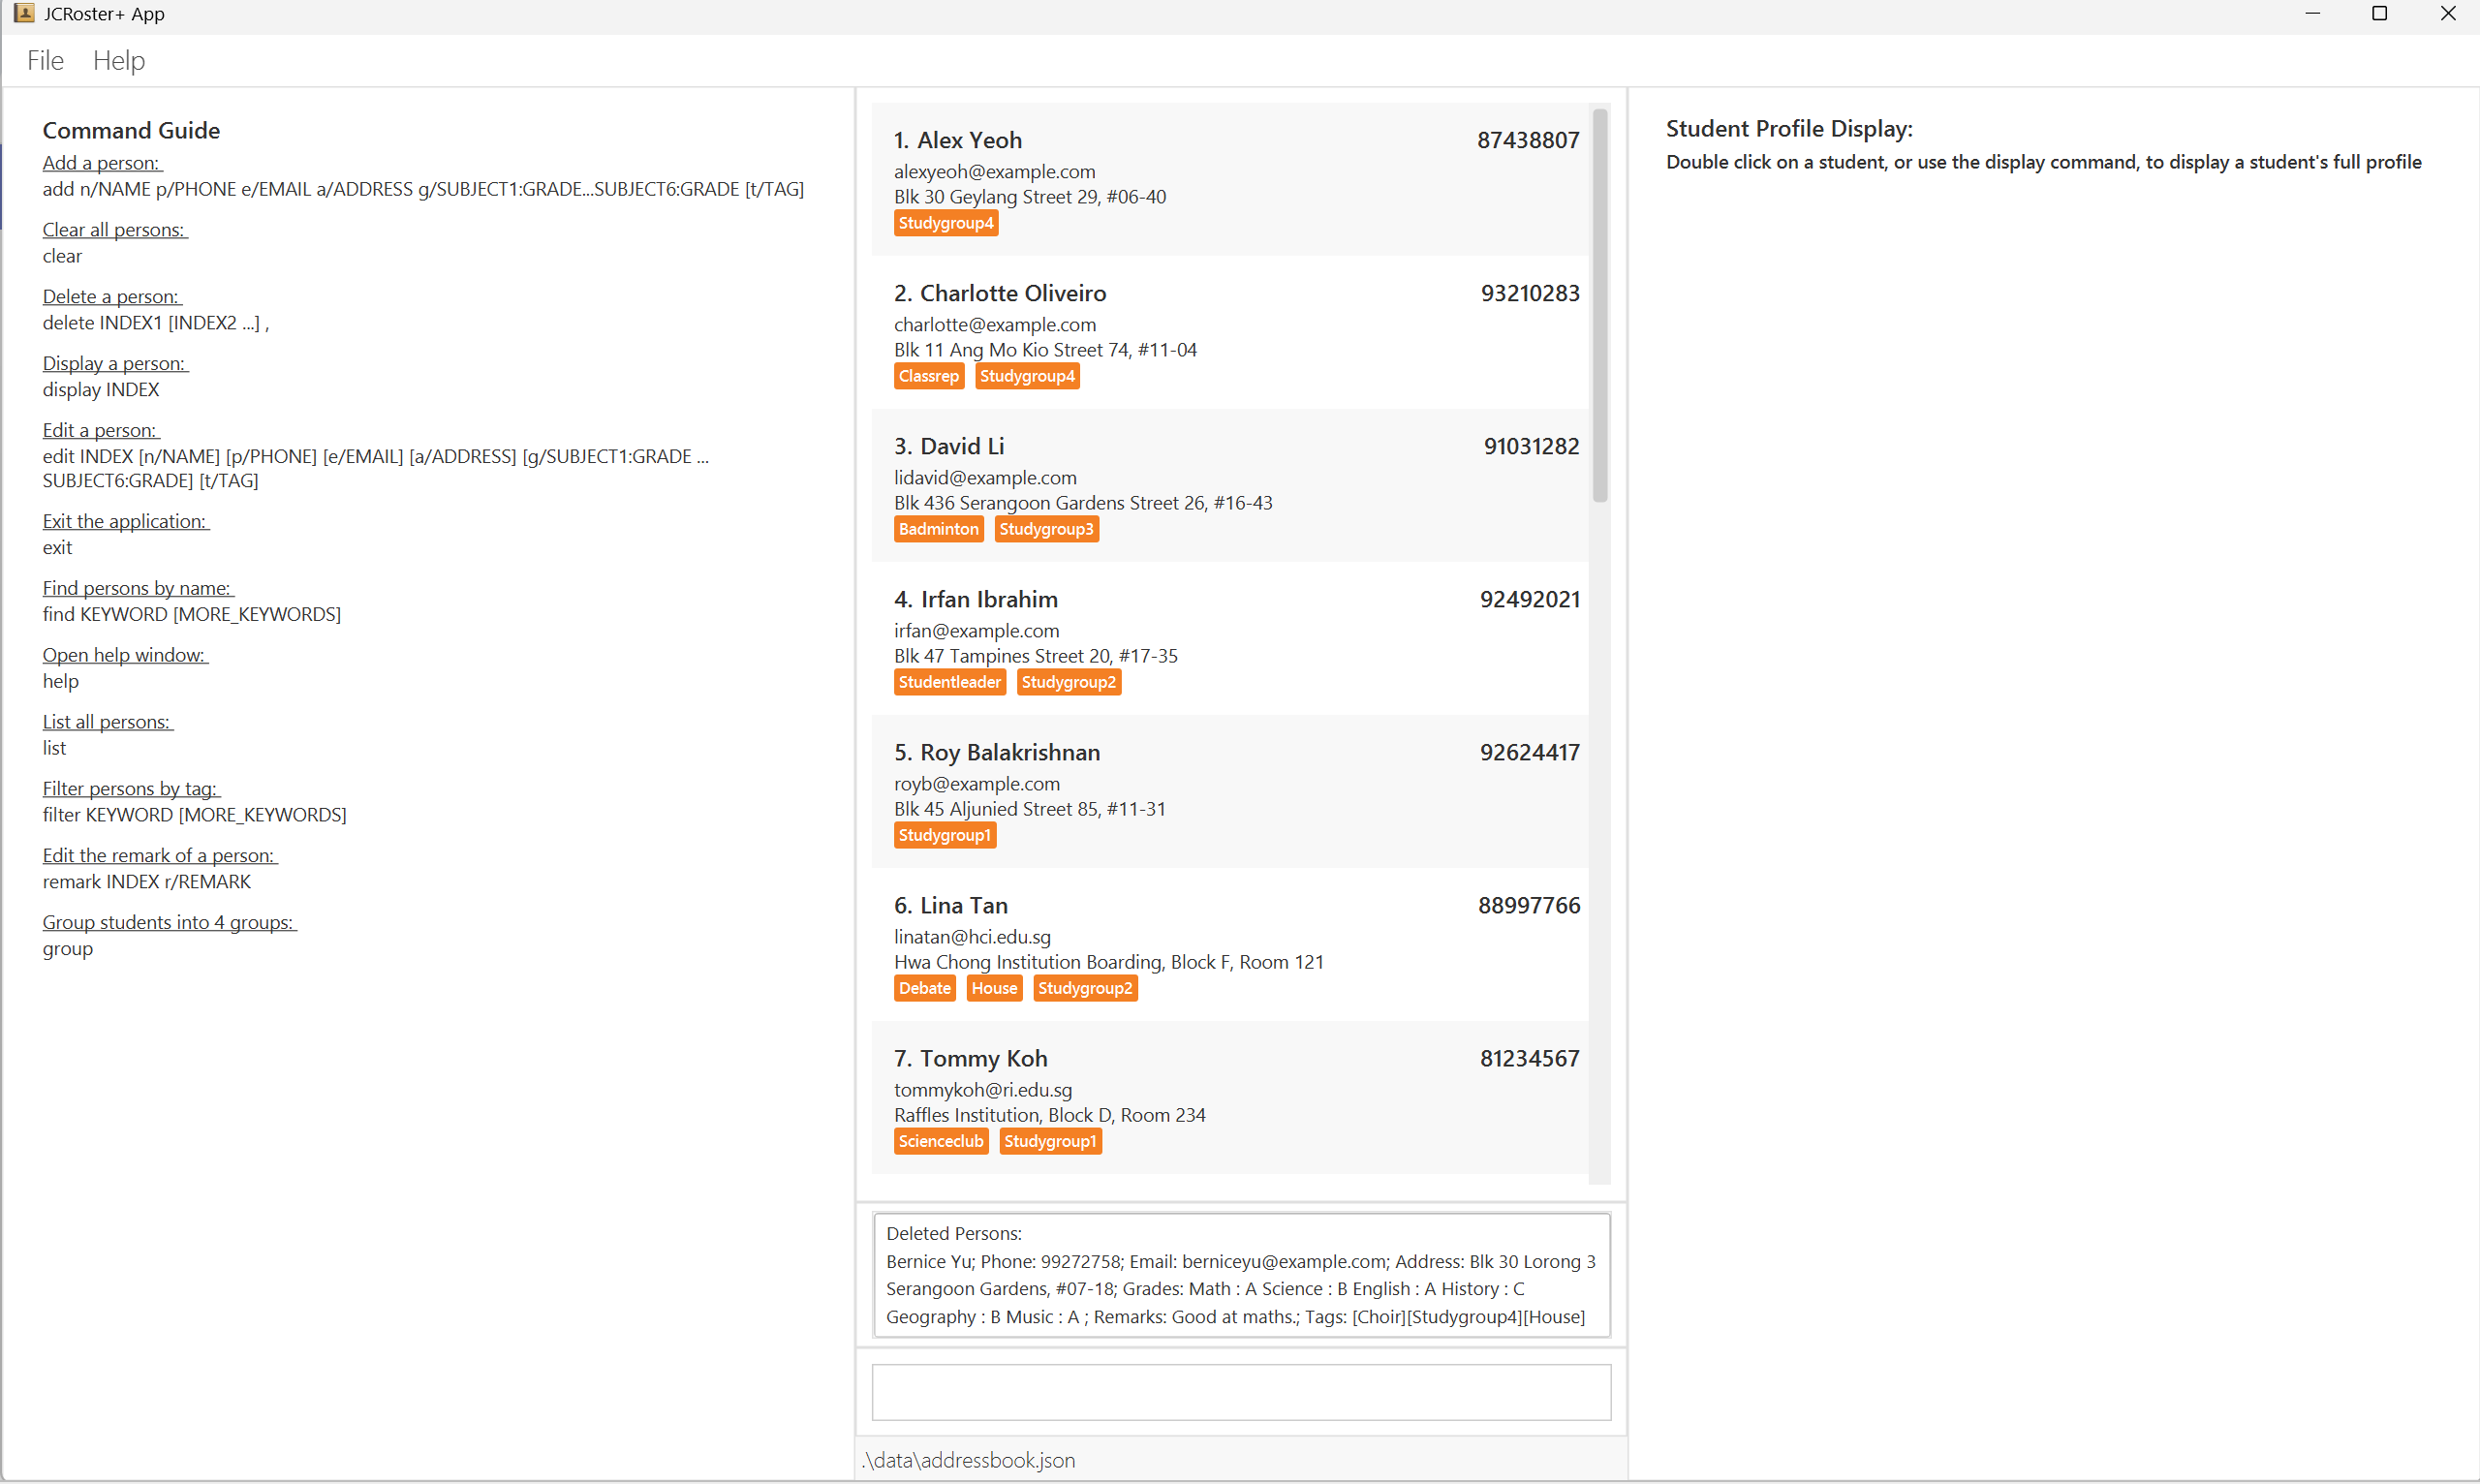 JCRoster+ App
File Help
Command Guide
Add a person:
add n/NAME p/PHONE e/EMAIL a/ADDRESS g/SUBJECT1:GRADE...SUBJECT6:GRADE [t/TAG]
Clear all persons:
clear
Delete a person:
delete INDEX1 [INDEX2 ...] ,
Display a person:
display INDEX
Edit a person:
edit INDEX [n/NAME] [p/PHONE] [e/EMAIL] [a/ADDRESS] [g/SUBJECT1:GRADE ...
SUBJECT6:GRADE] [t/TAG]
Exit the application:
exit
Find persons by name:
find KEYWORD [MORE_KEYWORDS]
Open help window:
help
List all persons:
list
Filter persons by tag:
filter KEYWORD [MORE_KEYWORDS]
Edit the remark of a person:
remark INDEX r/REMARK
Group students into 4 groups:
group
1. Alex Yeoh 87438807
alexyeoh@example.com
Blk 30 Geylang Street 29, #06-40
Studygroup4
2. Charlotte Oliveiro 93210283
charlotte@example.com
Blk 11 Ang Mo Kio Street 74, #11-04
Classrep Studygroup4
3. David Li 91031282
lidavid@example.com
Blk 436 Serangoon Gardens Street 26, #16-43
Badminton Studygroup3
4. Irfan Ibrahim 92492021
irfan@example.com
Blk 47 Tampines Street 20, #17-35
Studentleader Studygroup2
5. Roy Balakrishnan 92624417
royb@example.com
Blk 45 Aljunied Street 85, #11-31
Studygroup1
6. Lina Tan 88997766
linatan@hci.edu.sg
Hwa Chong Institution Boarding, Block F, Room 121
Debate House Studygroup2
7. Tommy Koh 81234567
tommykoh@ri.edu.sg
Raffles Institution, Block D, Room 234
Scienceclub Studygroup1
Deleted Persons:
Bernice Yu; Phone: 99272758; Email: berniceyu@example.com; Address: Blk 30 Lorong 3
Serangoon Gardens, #07-18; Grades: Math : A Science : B English : A History : C
Geography : B Music : A ; Remarks: Good at maths.; Tags: [Choir][Studygroup4][House]
.\data\addressbook.json
Student Profile Display:
Double click on a student, or use the display command, to display a student's full profile